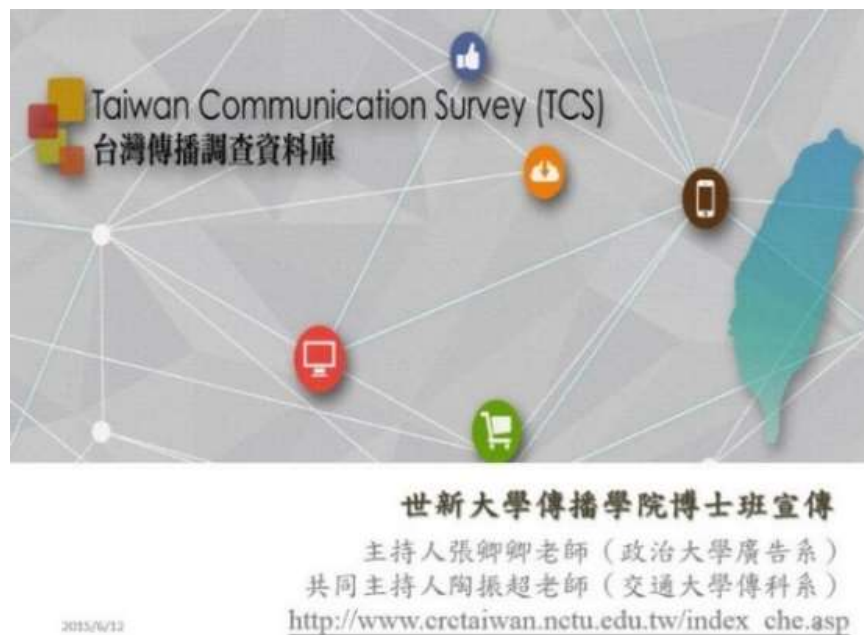 Taiwan Communication Survey (TCS)
台灣傳播調查資料庫
世新大學傳播學院博士班宣傳
主持人張卿卿老師（政治大學廣告系）
共同主持人陶振超老師（交通大學傳科系）
2015/6/12
http://www.crctaiwan.nctu.edu.tw/index_che.asp